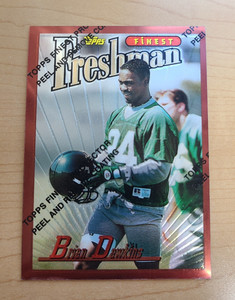 TOPPS
FINEST
Freshman
TOPPS FINEST PROTECTOR
PEEL AND REMOVE COATING
24
TOPPS FINEST PROTECTOR
PEEL AND REMOVE COATING
Brian Dawkins